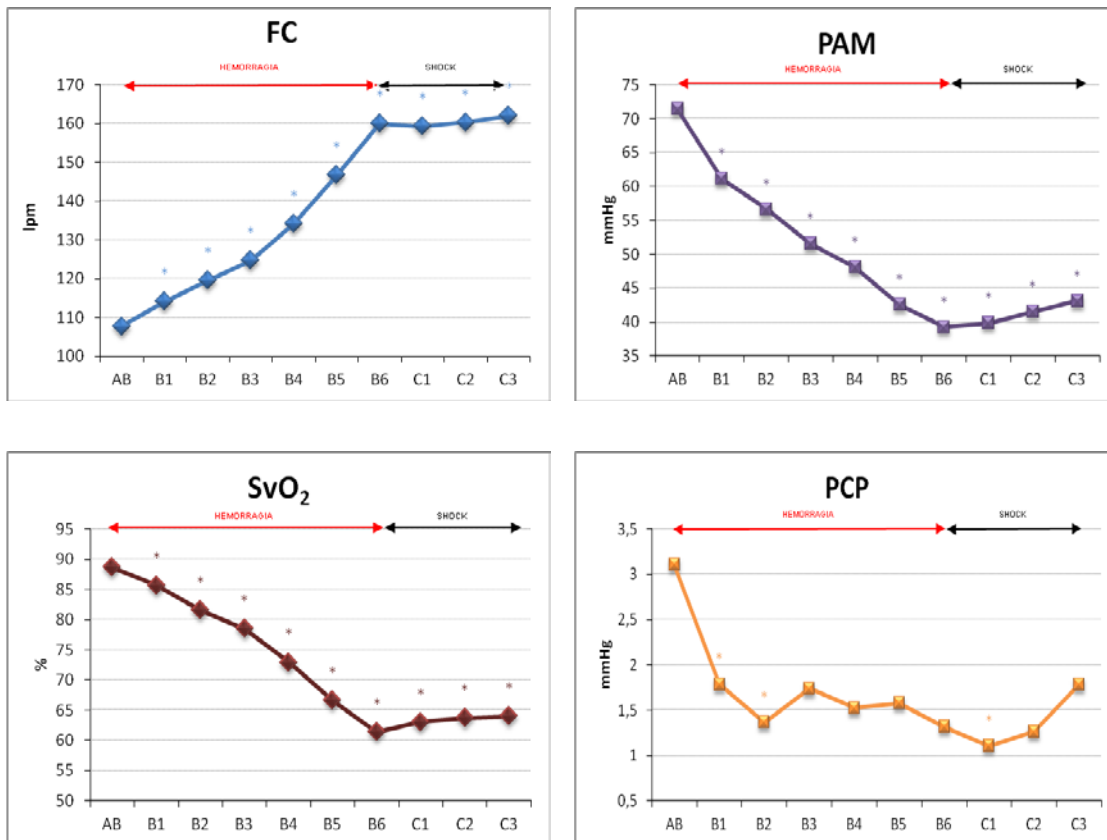 FC
HEMORRAGIA SHOCK
170
160
150
140
130
120
110
100
lpm
* * * * * * * * *
AB B1 B2 B3 B4 B5 B6 C1 C2 C3
PAM
HEMORRAGIA SHOCK
75
70
65
60
55
50
45
40
35
mmHg
* * * * * * * * *
AB B1 B2 B3 B4 B5 B6 C1 C2 C3
SvO₂
HEMORRAGIA SHOCK
95
90
85
80
75
70
65
60
55
50
%
* * * * * * * * *
AB B1 B2 B3 B4 B5 B6 C1 C2 C3
PCP
HEMORRAGIA SHOCK
3,5
3
2,5
2
1,5
1
0,5
mmHg
* * *
AB B1 B2 B3 B4 B5 B6 C1 C2 C3